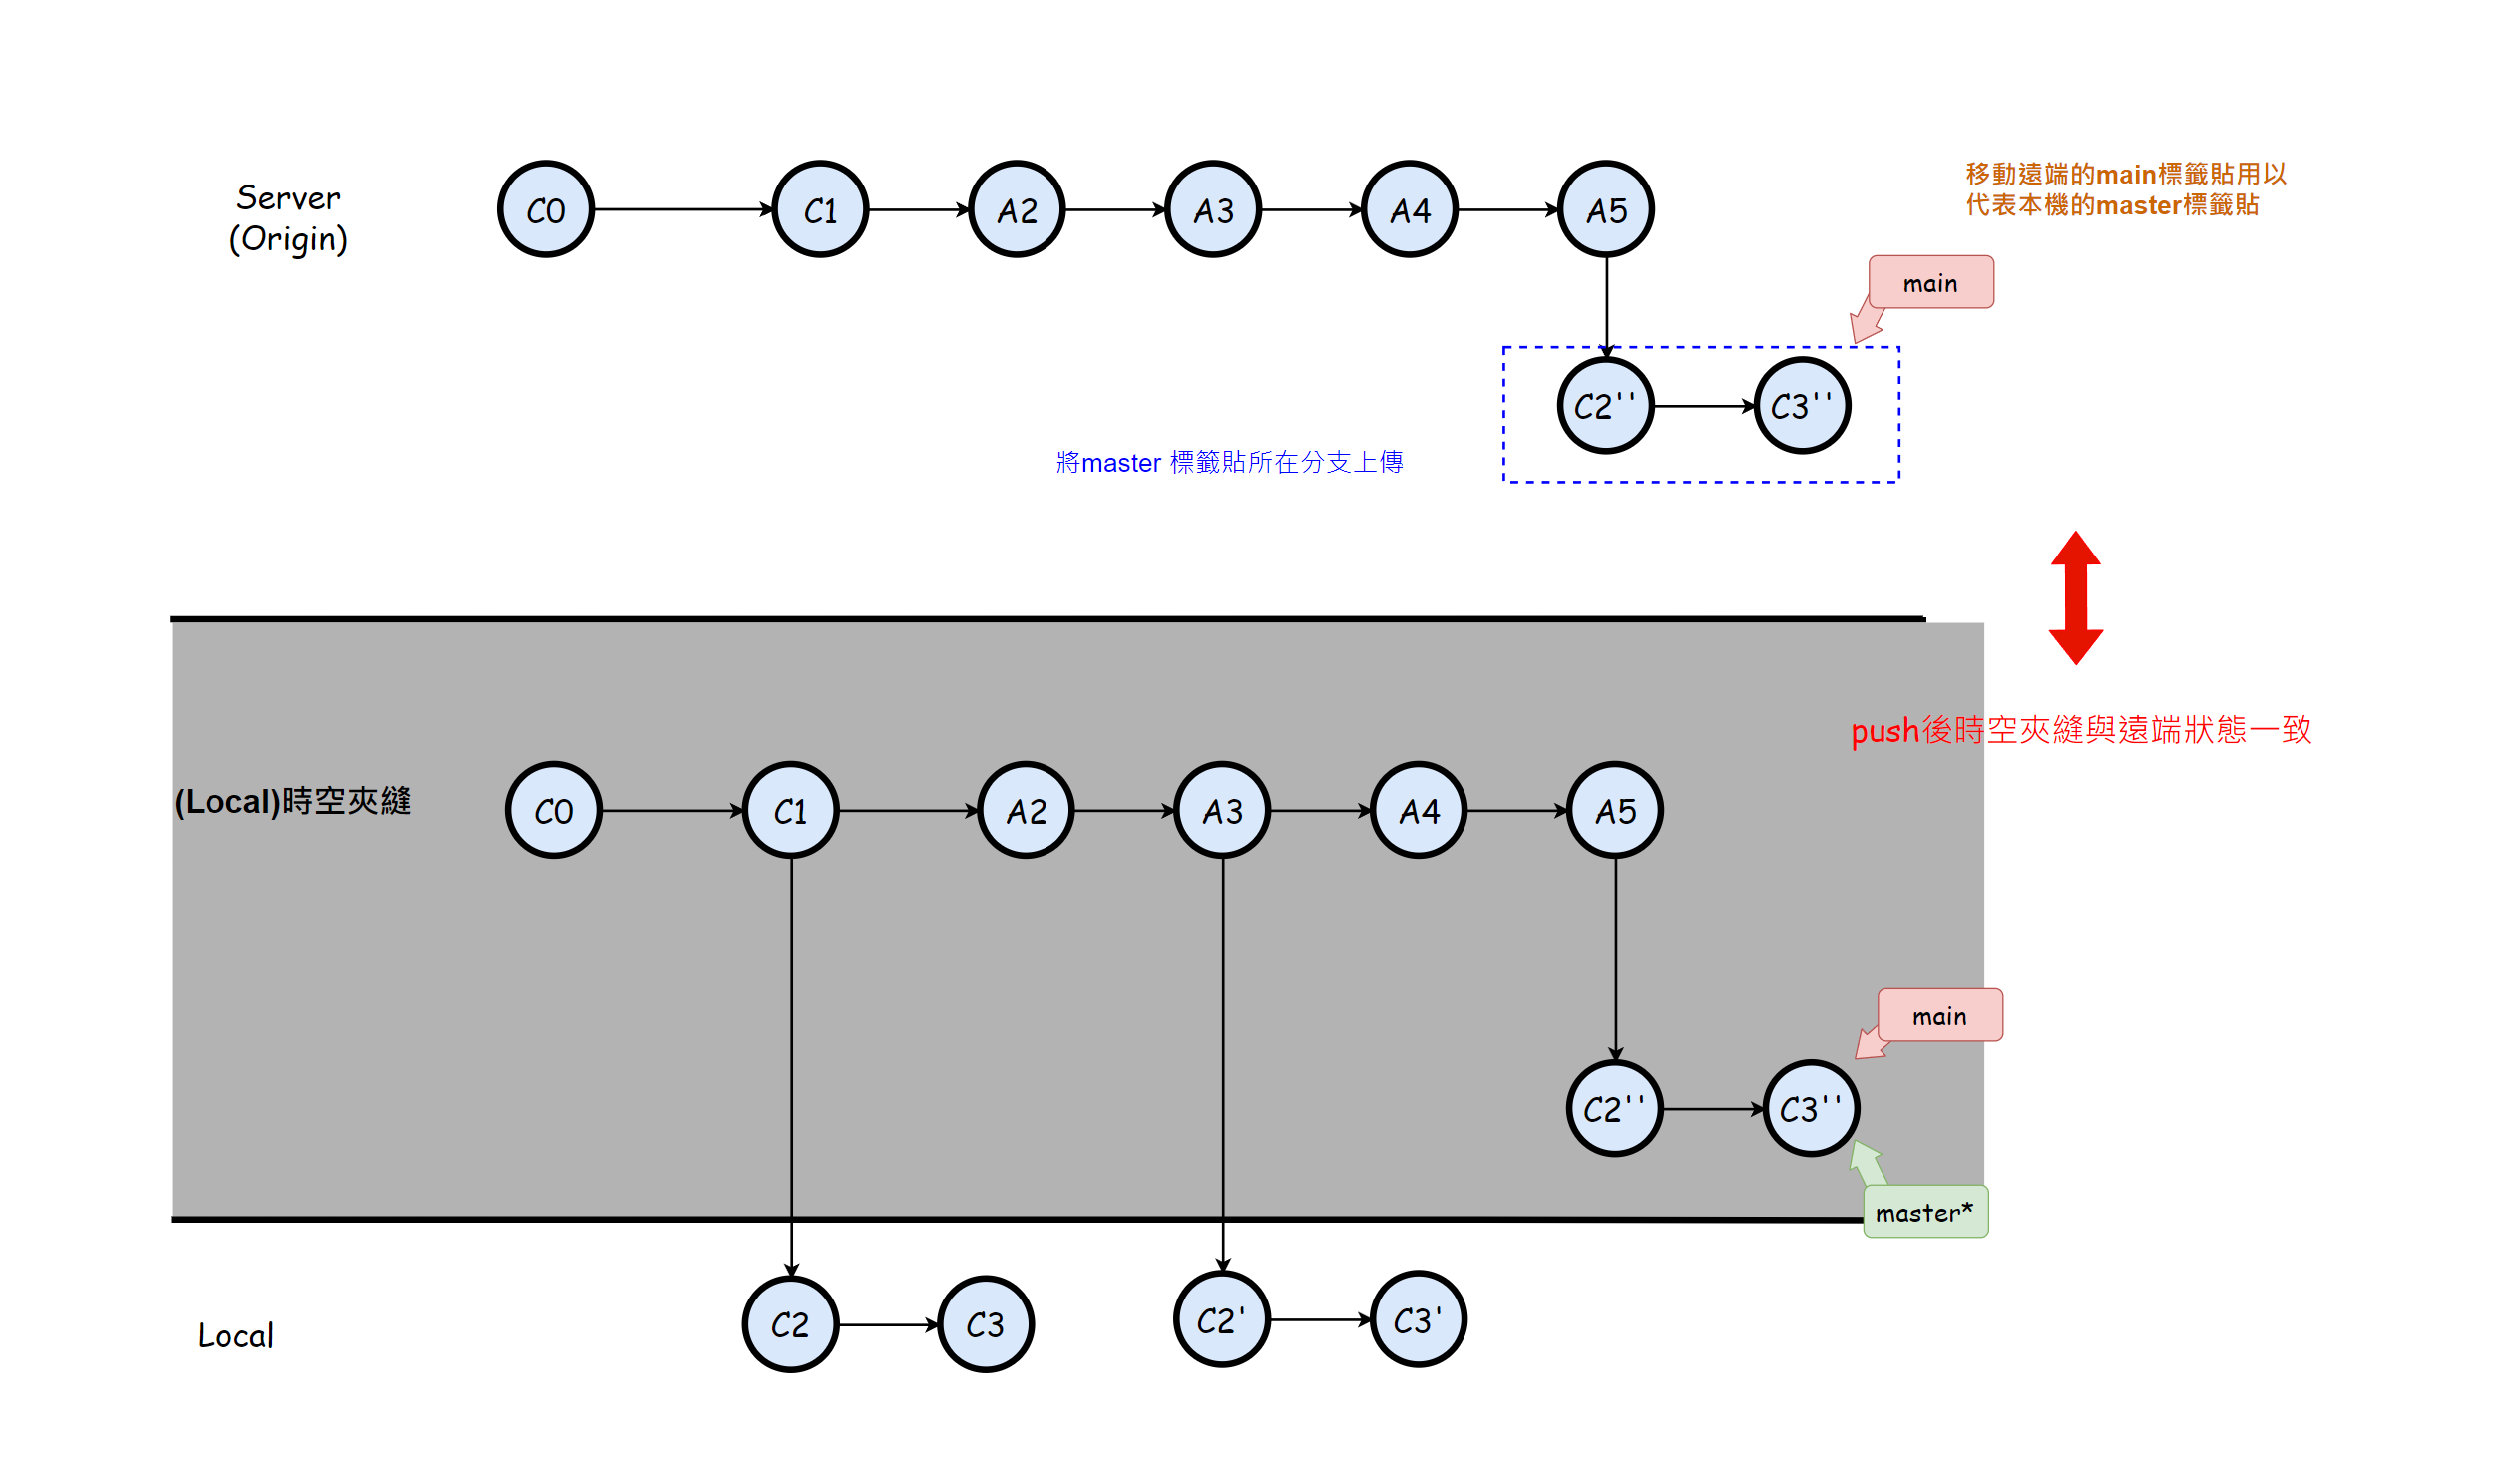 Server
(Origin)
C0
C1
A2
A3
A4
A5
移動遠端的main標籤貼用以
代表本機的master標籤貼
main
C2''
C3''
將master 標籤貼所在分支上傳
push後時空夾縫與遠端狀態一致
(Local)時空夾縫
C0
C1
A2
A3
A4
A5
main
C2''
C3''
master*
Local
C2
C3
C2'
C3'